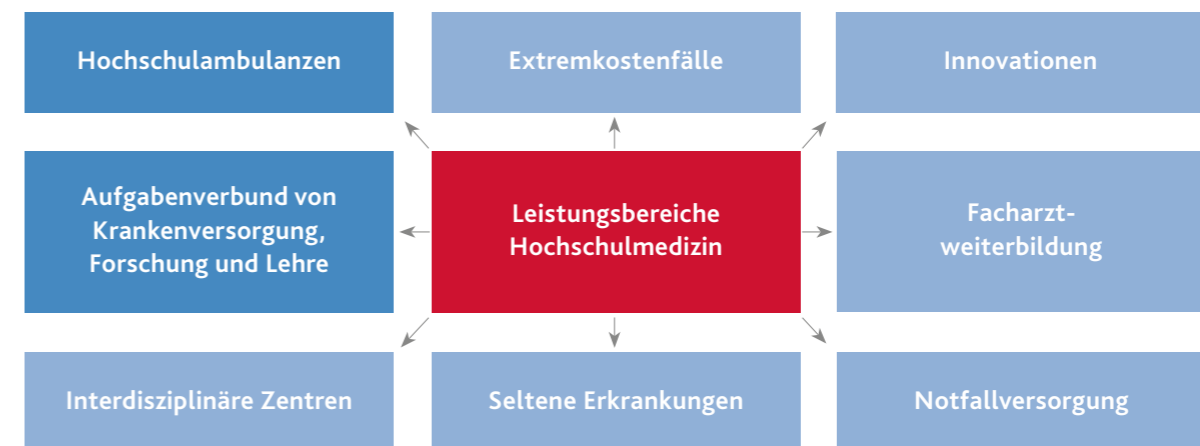 Hochschulambulanzen
Extremkostenfälle
Innovationen
Aufgabenverbund von
Krankenversorgung,
Forschung und Lehre
Leistungsbereiche
Hochschulmedizin
Facharzt-
weiterbildung
Interdisziplinäre Zentren
Seltene Erkrankungen
Notfallversorgung